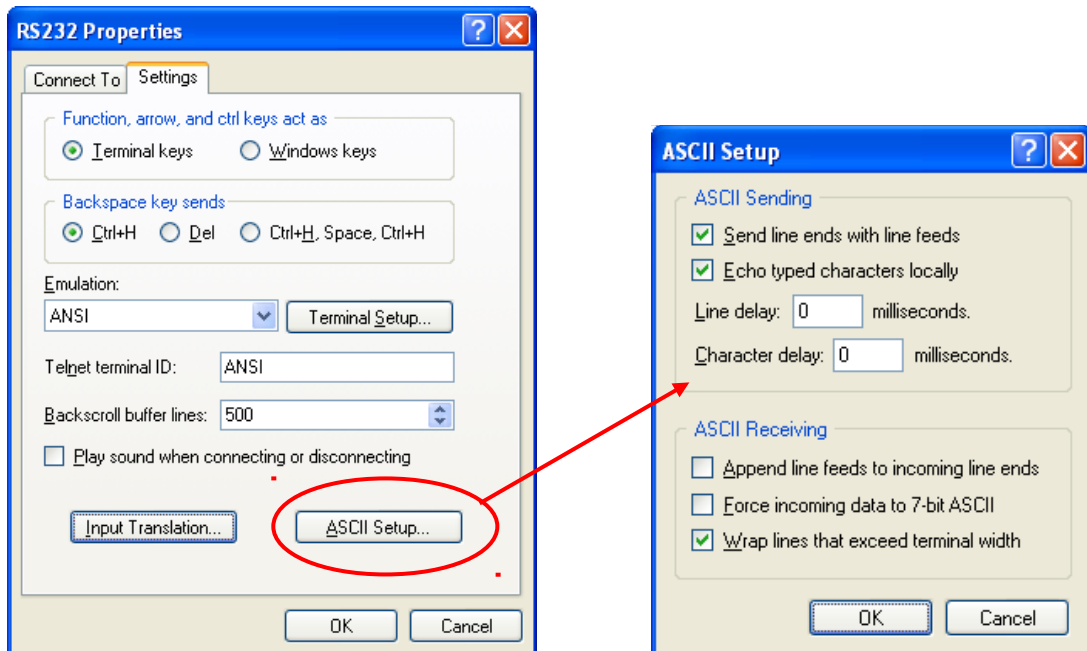 RS232 Properties
Connect To Settings
Function, arrow, and ctrl keys act as
Terminal keys Windows keys
Backspace key sends
Ctrl+H Del Ctrl+H, Space, Ctrl+H
Emulation:
ANSI Terminal Setup...
Telnet terminal ID: ANSI
Backscroll buffer lines: 500
Play sound when connecting or disconnecting
Input Translation... ASCII Setup...
OK Cancel
ASCII Setup
ASCII Sending
Send line ends with line feeds
Echo typed characters locally
Line delay: 0 milliseconds.
Character delay: 0 milliseconds.
ASCII Receiving
Append line feeds to incoming line ends
Force incoming data to 7-bit ASCII
Wrap lines that exceed terminal width
OK Cancel